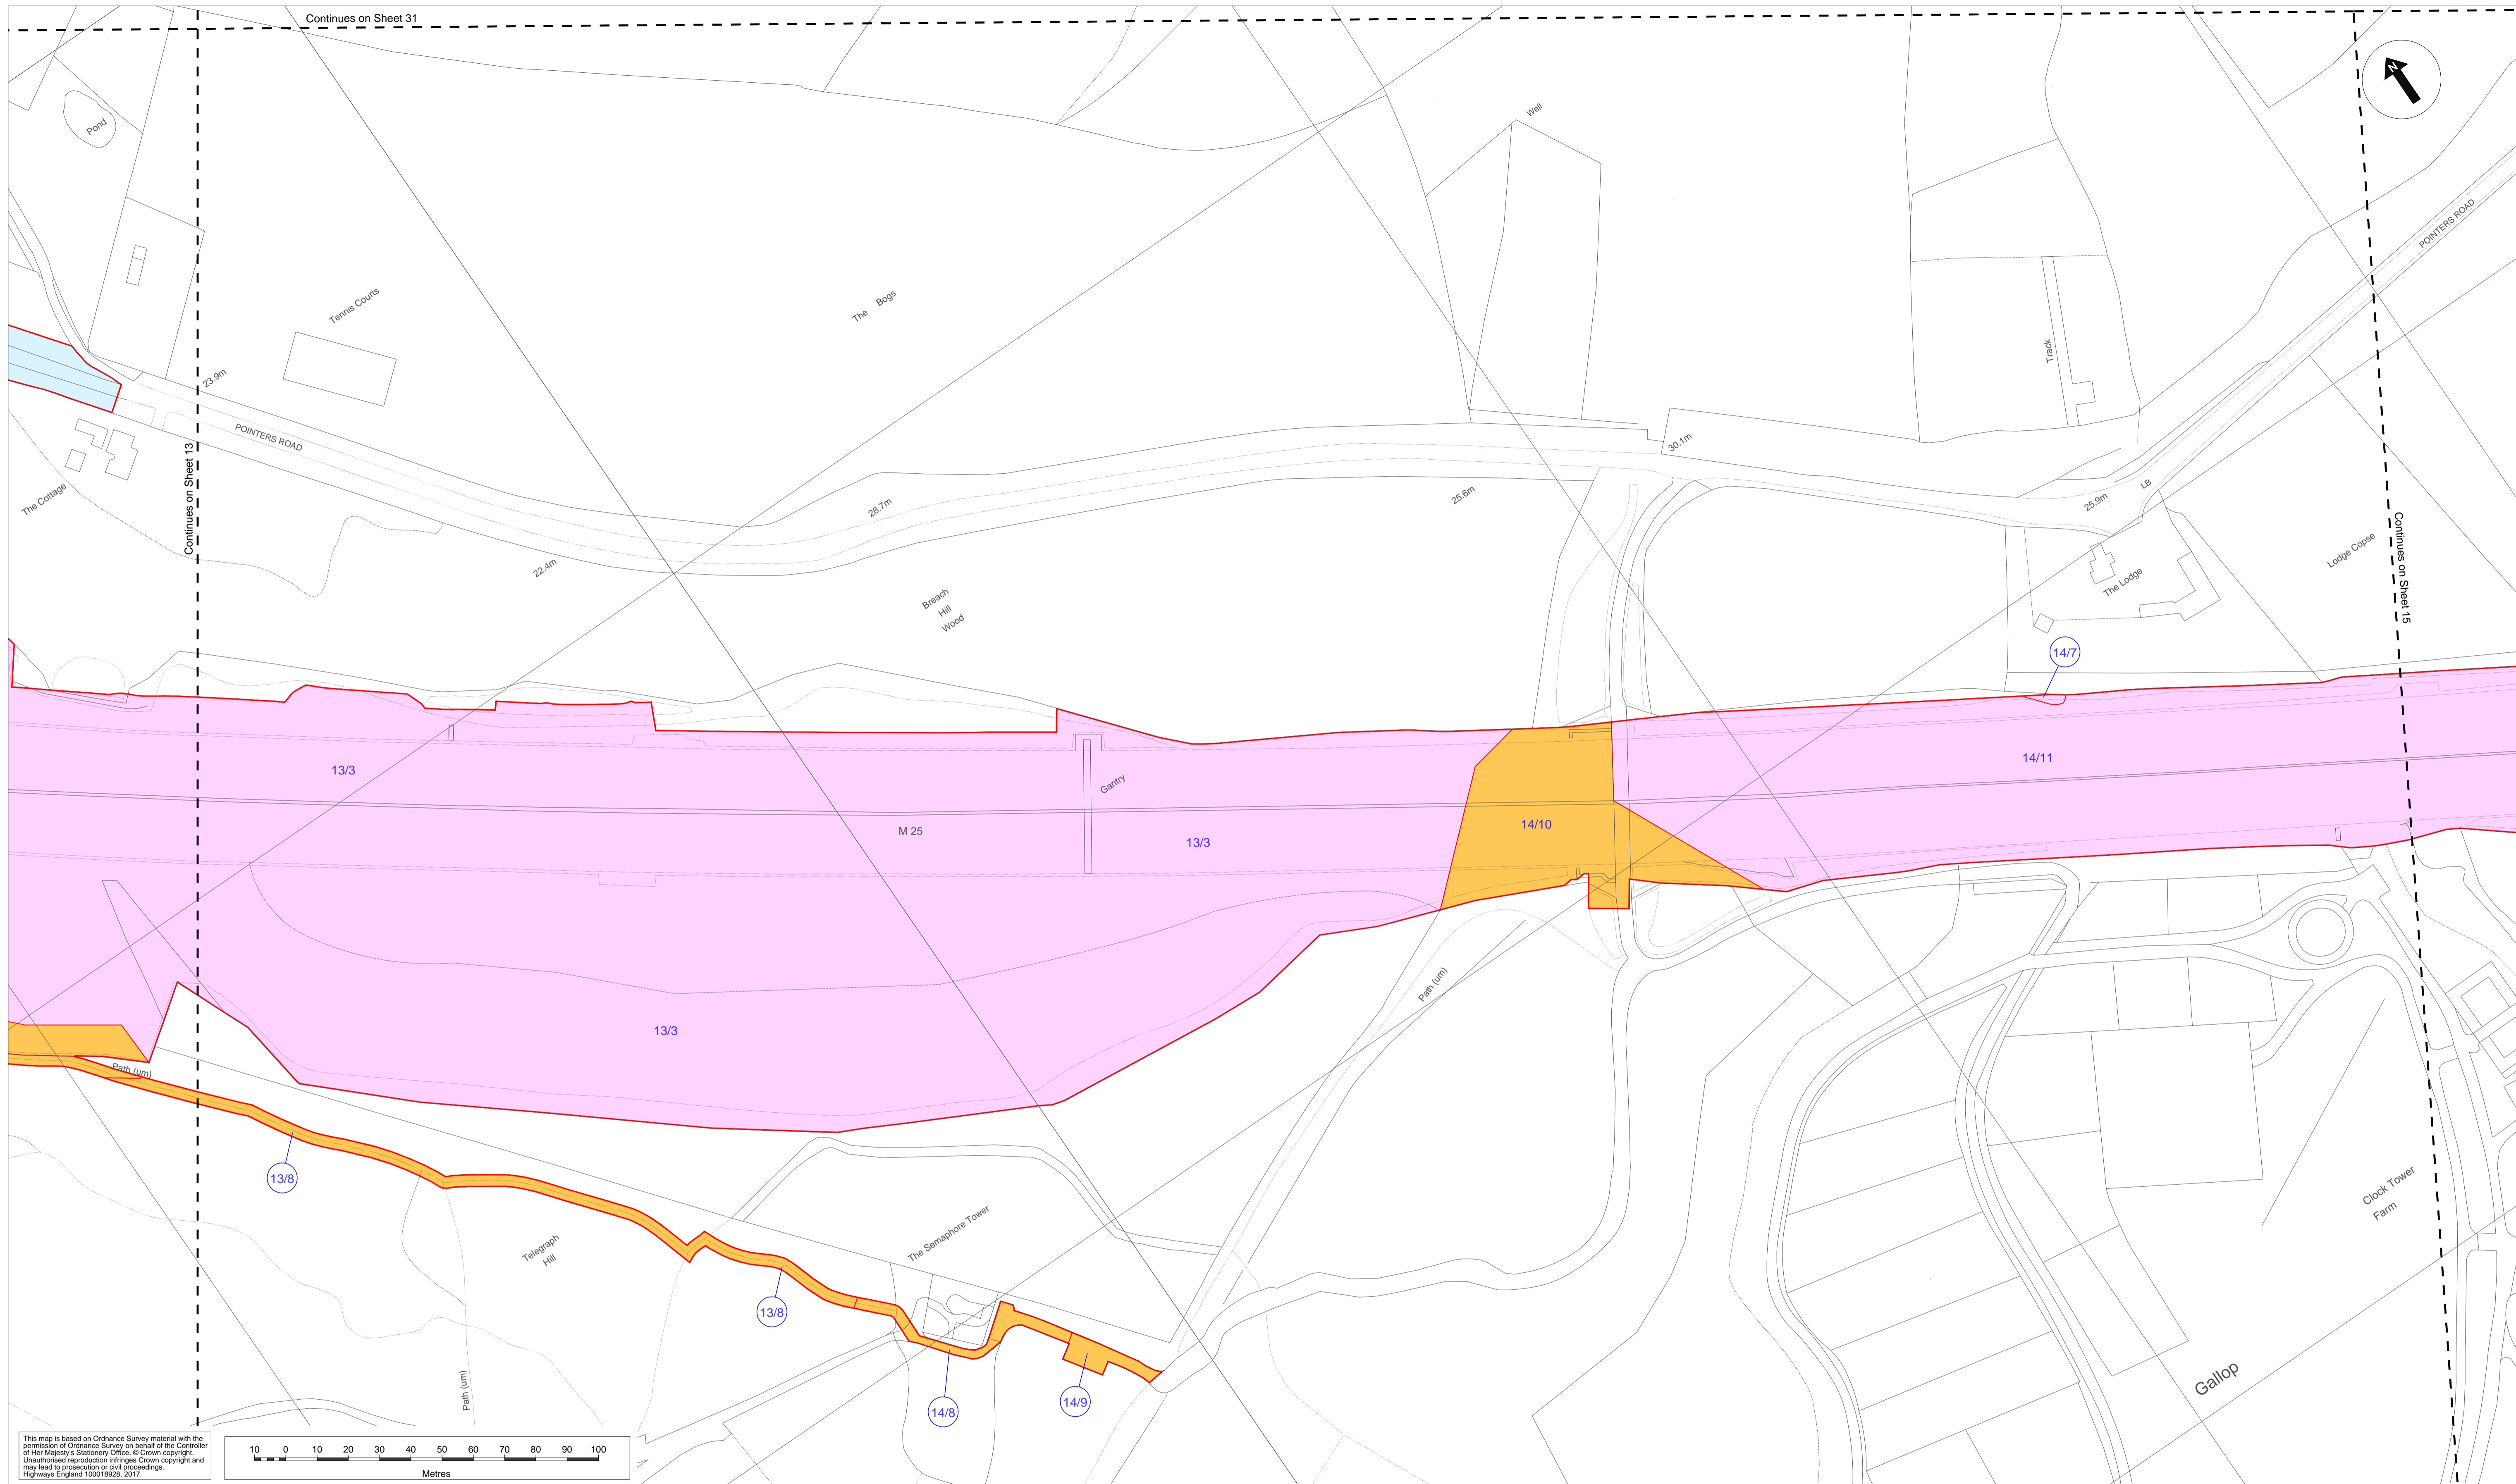 Continues on Sheet 31
N
Pond
Well
POINTERS ROAD
Tennis Courts
The Bogs
Track
23.9m
POINTERS ROAD
Continues on Sheet 13
The Cottage
30.1m
28.7m
25.6m
25.9m
LB
22.4m
Breach
Hill
Wood
The Lodge
Lodge Copse
Continues on Sheet 15
14/7
13/3
Gantry
14/11
M 25
13/3
14/10
Path (um)
13/3
Path (um)
13/8
Telegraph
Hill
The Semaphore Tower
Clock Tower
Farm
13/8
Path (um)
14/8
14/9
Gallop
This map is based on Ordnance Survey material with the
permission of Ordnance Survey on behalf of the Controller
of Her Majesty's Stationery Office. © Crown copyright.
Unauthorised reproduction infringes Crown copyright and
may lead to prosecution or civil proceedings.
Highways England 100018928, 2017.
10 0 10 20 30 40 50 60 70 80 90 100
Metres